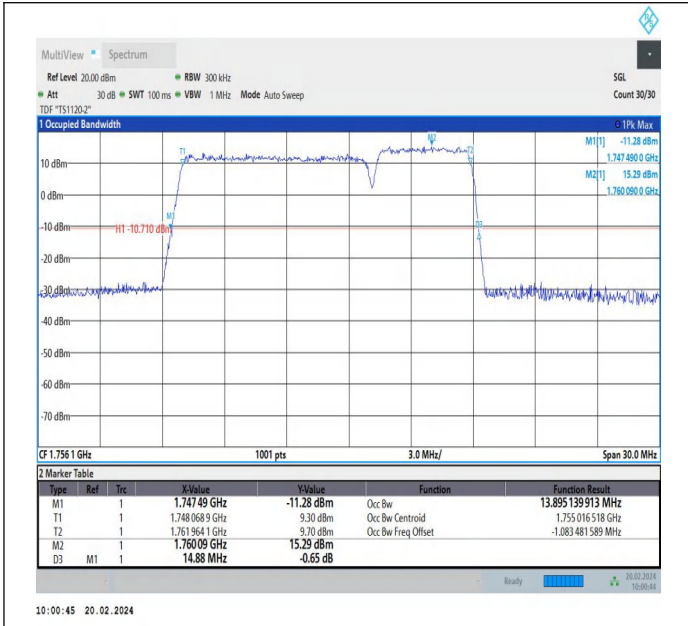 MultiView Spectrum
Ref Level 20.00 dBm RBW 300 kHz SGL
Att 30 dB SWT 100 ms VBW 1 MHz Mode Auto Sweep Count 30/30
TDF "TS1120-2"
1 Occupied Bandwidth 1Pk Max
M1[1] -11.28 dBm
1.747 490 0 GHz
M2[1] 15.29 dBm
1.760 090 0 GHz
T1
M2
T2
10 dBm
0 dBm
M1
D3
-10 dBm
H1 -10.710 dBm
-20 dBm
-30 dBm
-40 dBm
-50 dBm
-60 dBm
-70 dBm
CF 1.756 1 GHz 1001 pts 3.0 MHz/ Span 30.0 MHz
2 Marker Table
Type Ref Trc X-Value Y-Value Function Function Result
M1 1 1.747 49 GHz -11.28 dBm Occ Bw 13.895 139 913 MHz
T1 1 1.748 068 9 GHz 9.30 dBm Occ Bw Centroid 1.755 016 518 GHz
T2 1 1.761 964 1 GHz 9.70 dBm Occ Bw Freq Offset -1.083 481 589 MHz
M2 1 1.760 09 GHz 15.29 dBm
D3 M1 1 14.88 MHz -0.65 dB
Ready 20.02.2024
10:00:44
10:00:45 20.02.2024